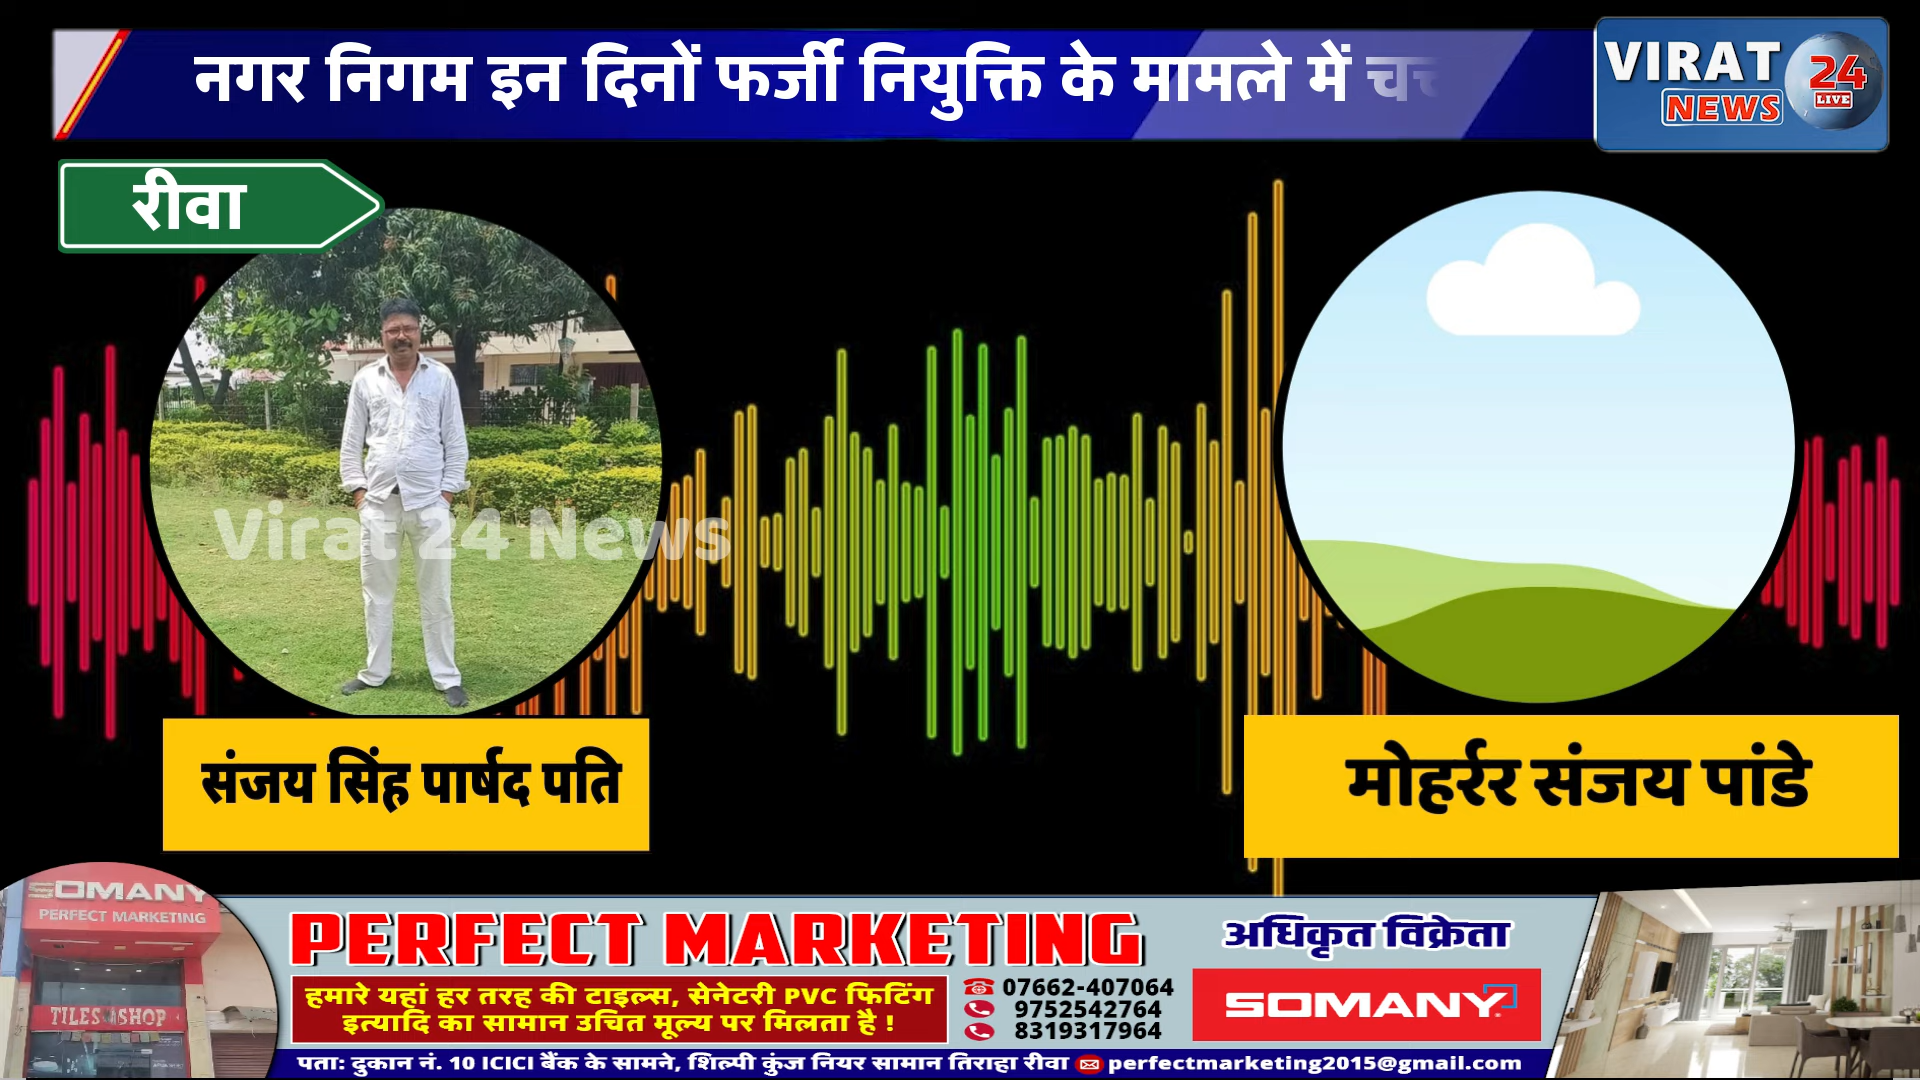 नगर निगम इन दिनों फर्जी नियुक्ति के मामले में
VIRAT
NEWS
24
LIVE
रीवा
Virat 24 News
संजय सिंह पार्षद पति
मोहर्रर संजय पांडे
SOMANY
PERFECT MARKETING
TILES SHOP
PERFECT MARKETING
हमारे यहां हर तरह की टाइल्स, सेनेटरी PVC फिटिंग
इत्यादि का सामान उचित मूल्य पर मिलता है !
07662-407064
9752542764
8319317964
अधिकृत विक्रेता
SOMANY
पता: दुकान नं. 10 ICICI बैंक के सामने, शिल्पी कुंज नियर सामान तिराहा रीवा perfectmarketing2015@gmail.com